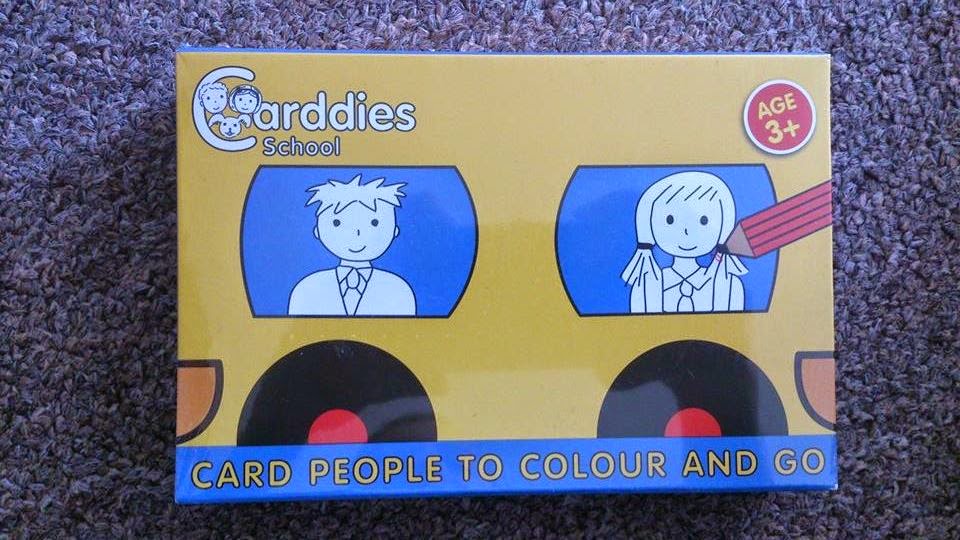 Carddies
School
AGE
3+
CARD PEOPLE TO COLOUR AND GO